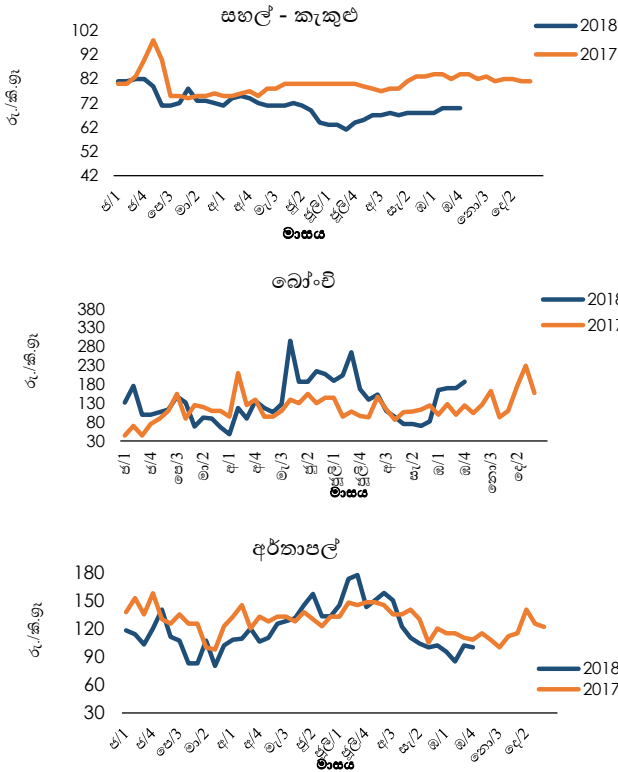 සහල් - කැකුළු
රු./කි.ග්‍රෑ
102
92
82
72
62
52
42
2018
2017
ජ/1
ජ/4
පෙ/3
මා/2
අ/1
අ/4
මැ/3
ජූ/2
ජූලි/1
ජූලි/4
අ/3
සැ/2
ඔ/1
ඔ/4
නො/3
දෙ/2
මාසය
බෝංචි
රු./කි.ග්‍රෑ
380
330
280
230
180
130
80
30
2018
2017
ජ/1
ජ/4
පෙ/3
මා/2
අ/1
අ/4
මැ/3
ජූ/2
ජූලි/1
ජූලි/4
අ/3
සැ/2
ඔ/1
ඔ/4
නො/3
දෙ/2
මාසය
අර්තාපල්
රු./කි.ග්‍රෑ
180
150
120
90
60
30
2018
2017
ජ/1
ජ/4
පෙ/3
මා/2
අ/1
අ/4
මැ/3
ජූ/2
ජූලි/1
ජූලි/4
අ/3
සැ/2
ඔ/1
ඔ/4
නො/3
දෙ/2
මාසය